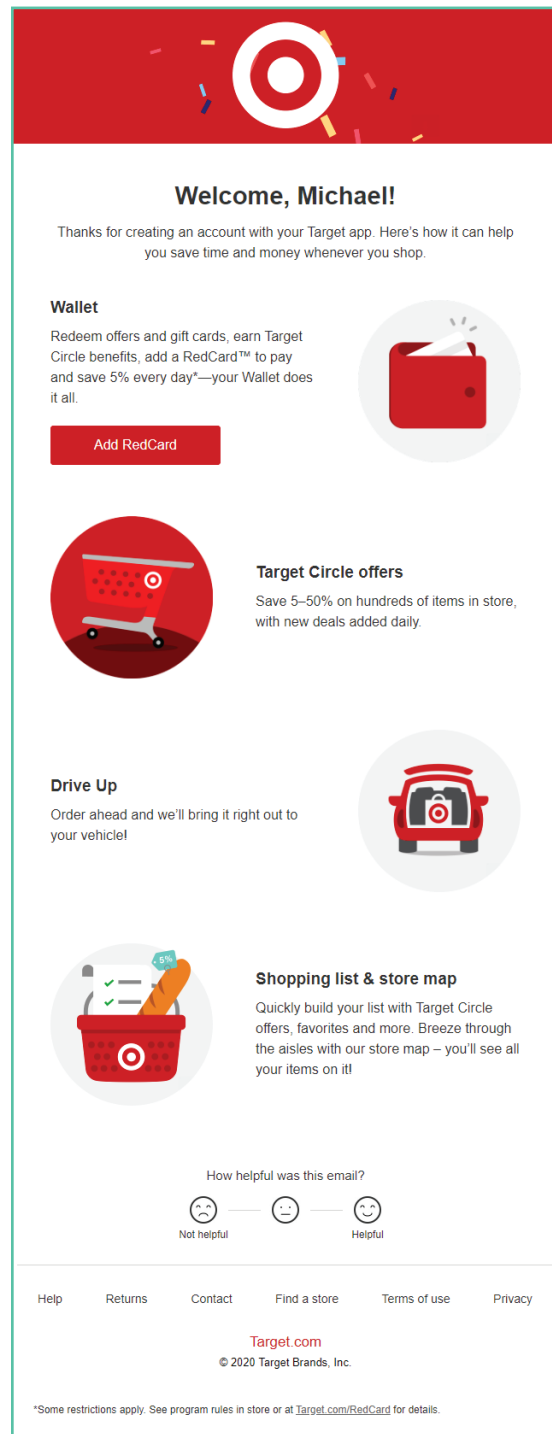 Welcome, Michael!
Thanks for creating an account with your Target app. Here's how it can help
you save time and money whenever you shop.
Wallet
Redeem offers and gift cards, earn Target
Circle benefits, add a RedCard™ to pay
and save 5% every day*—your Wallet does
it all.
Add RedCard
Target Circle offers
Save 5–50% on hundreds of items in store,
with new deals added daily.
Drive Up
Order ahead and we'll bring it right out to
your vehicle!
5%
Shopping list & store map
Quickly build your list with Target Circle
offers, favorites and more. Breeze through
the aisles with our store map – you'll see all
your items on it!
How helpful was this email?
Not helpful
Helpful
Help Returns Contact Find a store Terms of use Privacy
Target.com
© 2020 Target Brands, Inc.
*Some restrictions apply. See program rules in store or at Target.com/RedCard for details.